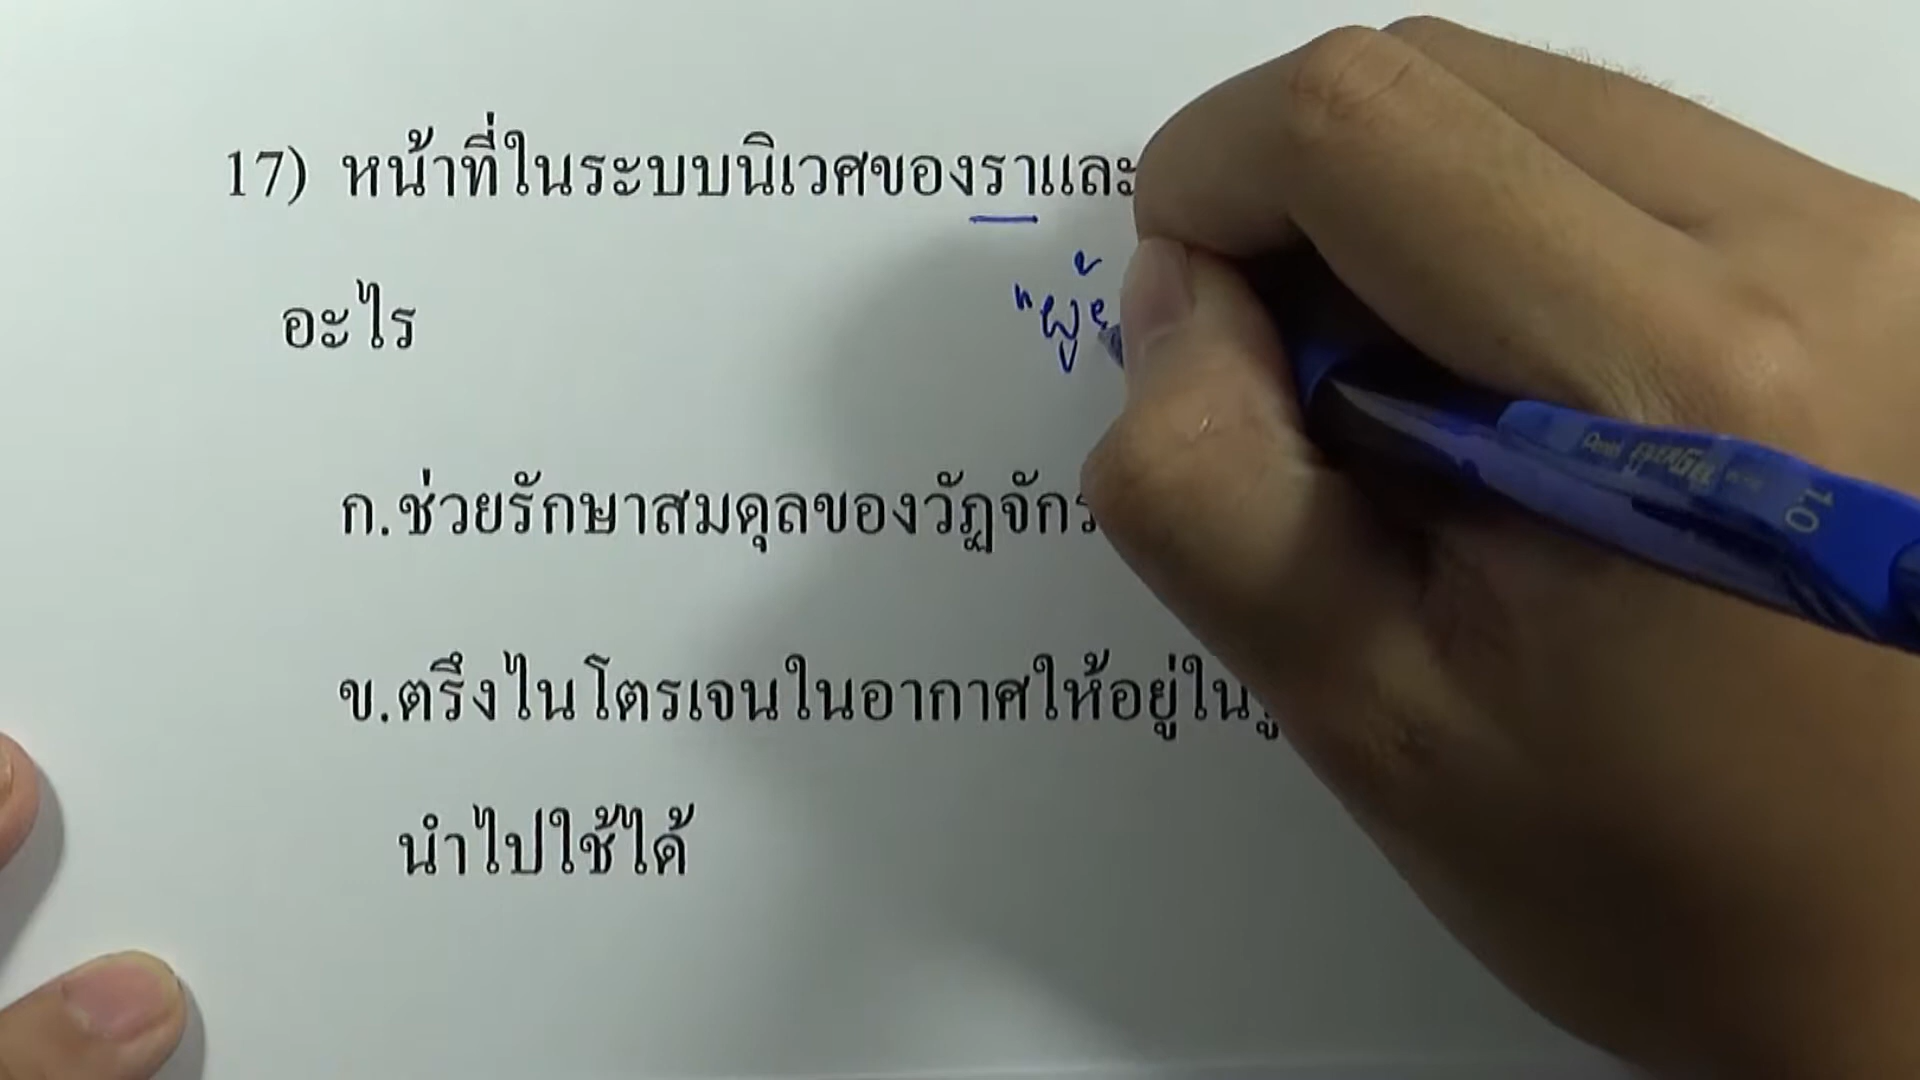 17) หน้าที่ในระบบนิเวศของราและ
อะไร
"ผู้
ก.ช่วยรักษาสมดุลของวัฏจักร
ข.ตรึงไนโตรเจนในอากาศให้อยู่ใน
นำไปใช้ได้
EnerGel
1.0